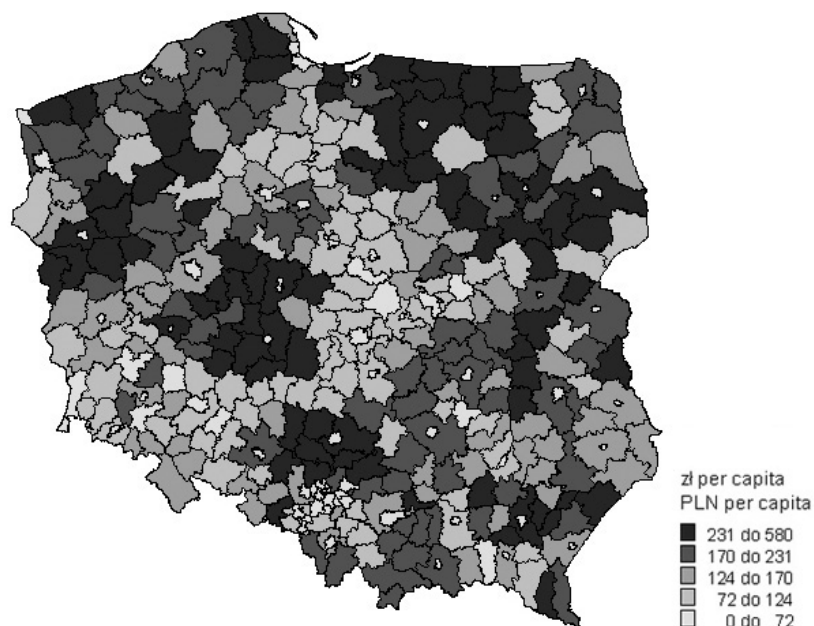 zł per capita
PLN per capita
231 do 580
170 do 231
124 do 170
72 do 124
0 do 72